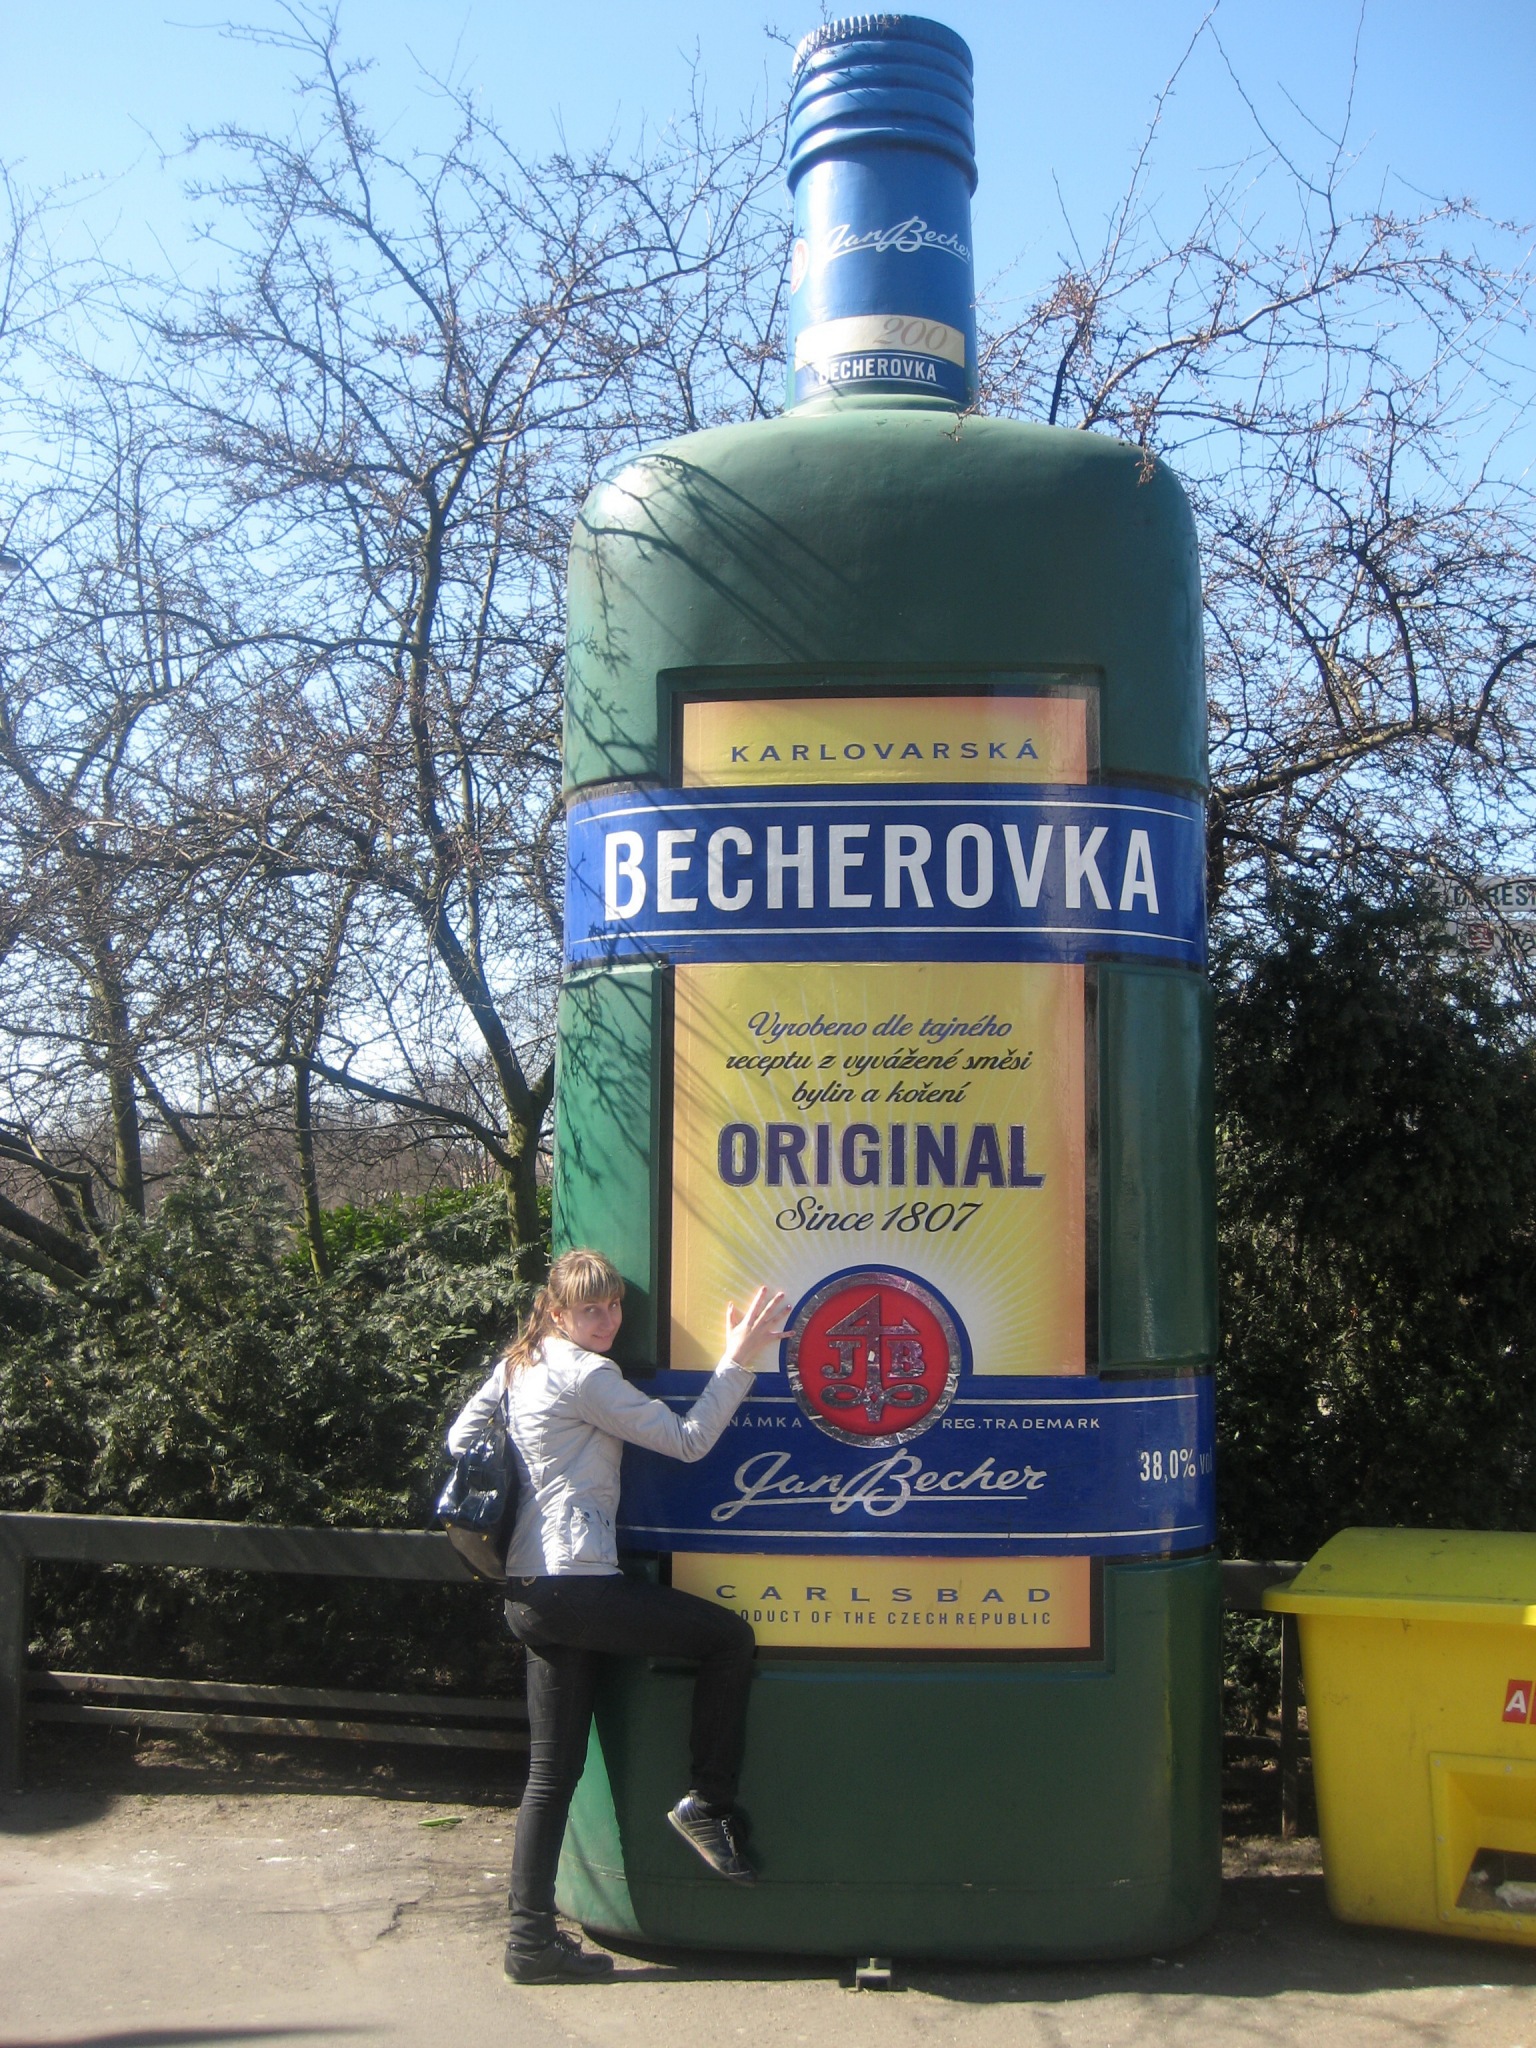 Jan Becher
200
BECHEROVKA
KARLOVARSKÁ
BECHEROVKA
Vyrobeno dle tajného
receptu z vyvážené směsi
bylin a koření
ORIGINAL
Since 1807
JB
NÁMKA REG. TRADEMARK
Jan Becher
38,0% vol
CARLSBAD
ODUCT OF THE CZECH REPUBLIC
A